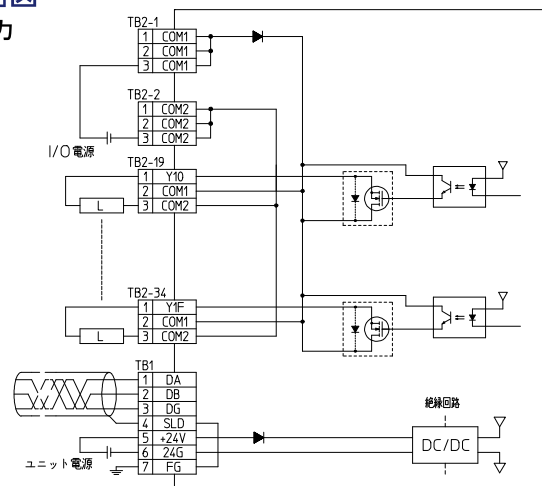 力
TB2-1
1 COM1
2 COM1
3 COM1
TB2-2
1 COM2
2 COM2
3 COM2
I/O電源
TB2-19
1 Y10
2 COM1
3 COM2
L
TB2-34
1 Y1F
2 COM1
3 COM2
L
TB1
1 DA
2 DB
3 DG
4 SLD
5 +24V
6 24G
7 FG
ユニット電源
絶縁回路
DC/DC